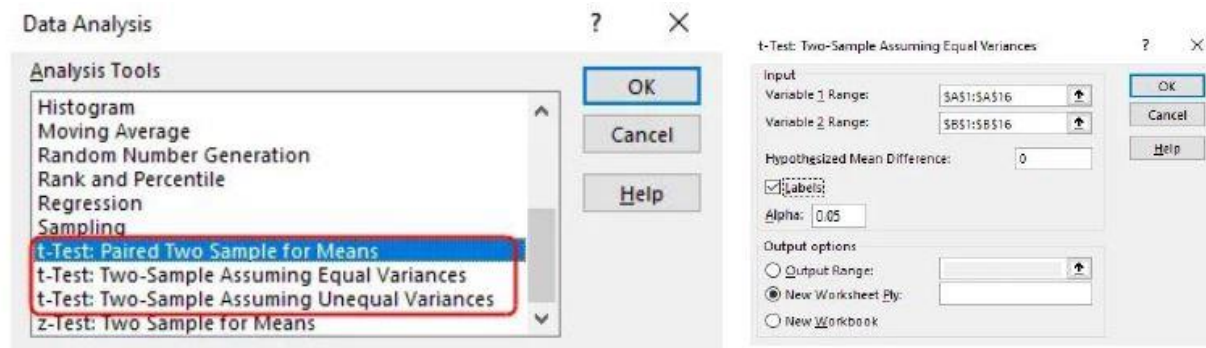 Data Analysis
? ×
Analysis Tools
Histogram
Moving Average
Random Number Generation
Rank and Percentile
Regression
Sampling
t-Test: Paired Two Sample for Means
t-Test: Two-Sample Assuming Equal Variances
t-Test: Two-Sample Assuming Unequal Variances
z-Test: Two Sample for Means
OK
Cancel
Help
t-Test: Two-Sample Assuming Equal Variances
? ×
Input
Variable 1 Range: $A$1:$A$16
Variable 2 Range: $B$1:$B$16
Hypothesized Mean Difference: 0
Labels
Alpha: 0.05
Output options
Output Range:
New Worksheet Ply:
New Workbook
OK
Cancel
Help